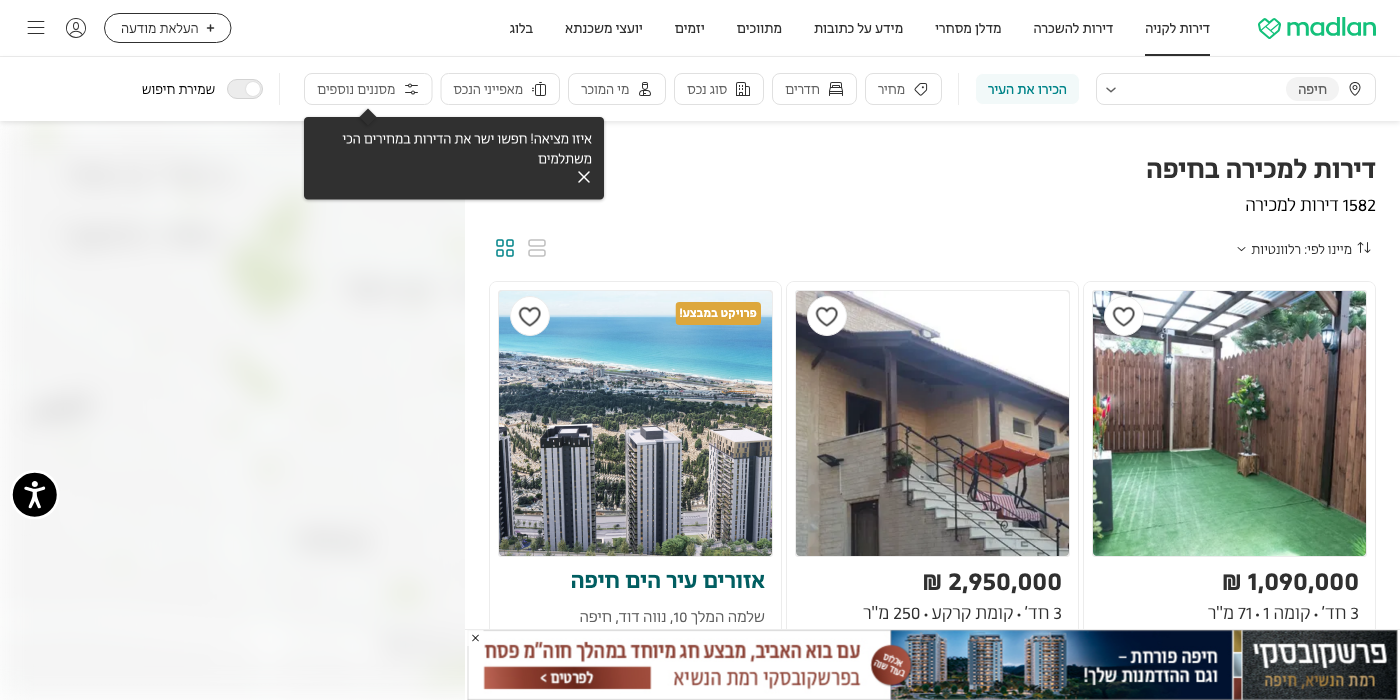 madlan
דירות לקניה
דירות להשכרה
מדלן מסחרי
מידע על כתובות
מתווכים
יזמים
יועצי משכנתא
בלוג
העלאת מודעה +
חיפה
הכירו את העיר
מחיר
חדרים
סוג נכס
מי המוכר
מאפייני הנכס
מסננים נוספים
שמירת חיפוש
איזו מציאה! חפשו ישר את הדירות במחירים הכי
משתלמים
דירות למכירה בחיפה
1582 דירות למכירה
מיינו לפי: רלוונטיות
פרויקט במבצע!
1,090,000 ₪
3 חד׳ • קומה 1 • 71 מ"ר
2,950,000 ₪
3 חד׳ • קומת קרקע • 250 מ"ר
אזורים עיר הים חיפה
שלמה המלך 10, נווה דוד, חיפה
פרשקובסקי
רמת הנשיא, חיפה
חיפה פורחת –
וגם ההזדמנות שלך!
אכלוס
בעוד שנה
עם בוא האביב, מבצע חג מיוחד במהלך חוה"מ פסח
בפרשקובסקי רמת הנשיא
לפרטים >